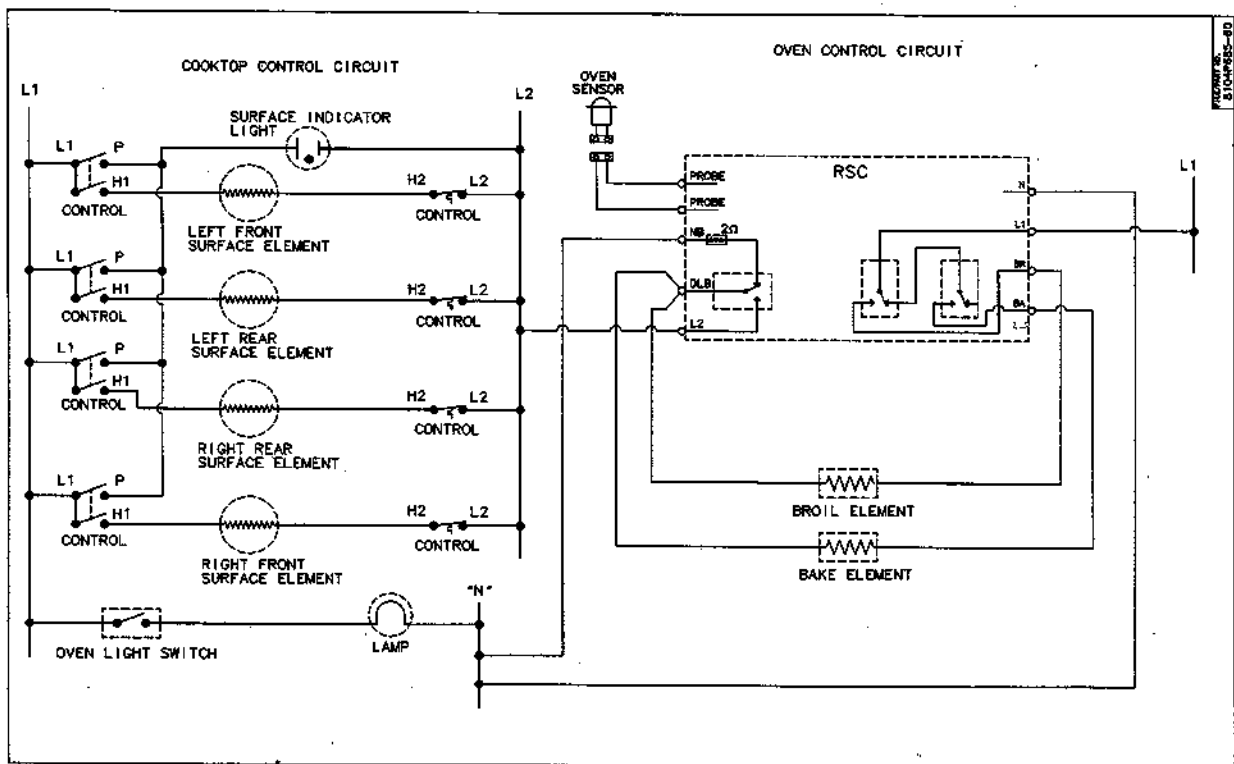 COOKTOP CONTROL CIRCUIT
OVEN CONTROL CIRCUIT
8104P685-60
L1
L2
SURFACE INDICATOR
LIGHT
OVEN
SENSOR
L1 P
H1
CONTROL
LEFT FRONT
SURFACE ELEMENT
H2 L2
CONTROL
L1 P
H1
CONTROL
LEFT REAR
SURFACE ELEMENT
H2 L2
CONTROL
L1 P
H1
CONTROL
RIGHT REAR
SURFACE ELEMENT
H2 L2
CONTROL
L1 P
H1
CONTROL
RIGHT FRONT
SURFACE ELEMENT
H2 L2
CONTROL
OVEN LIGHT SWITCH
LAMP
"N"
RSC
PROBE
PROBE
NB 2Ω
DLB
L2
N
L1
BR
BA
L1
BROIL ELEMENT
BAKE ELEMENT